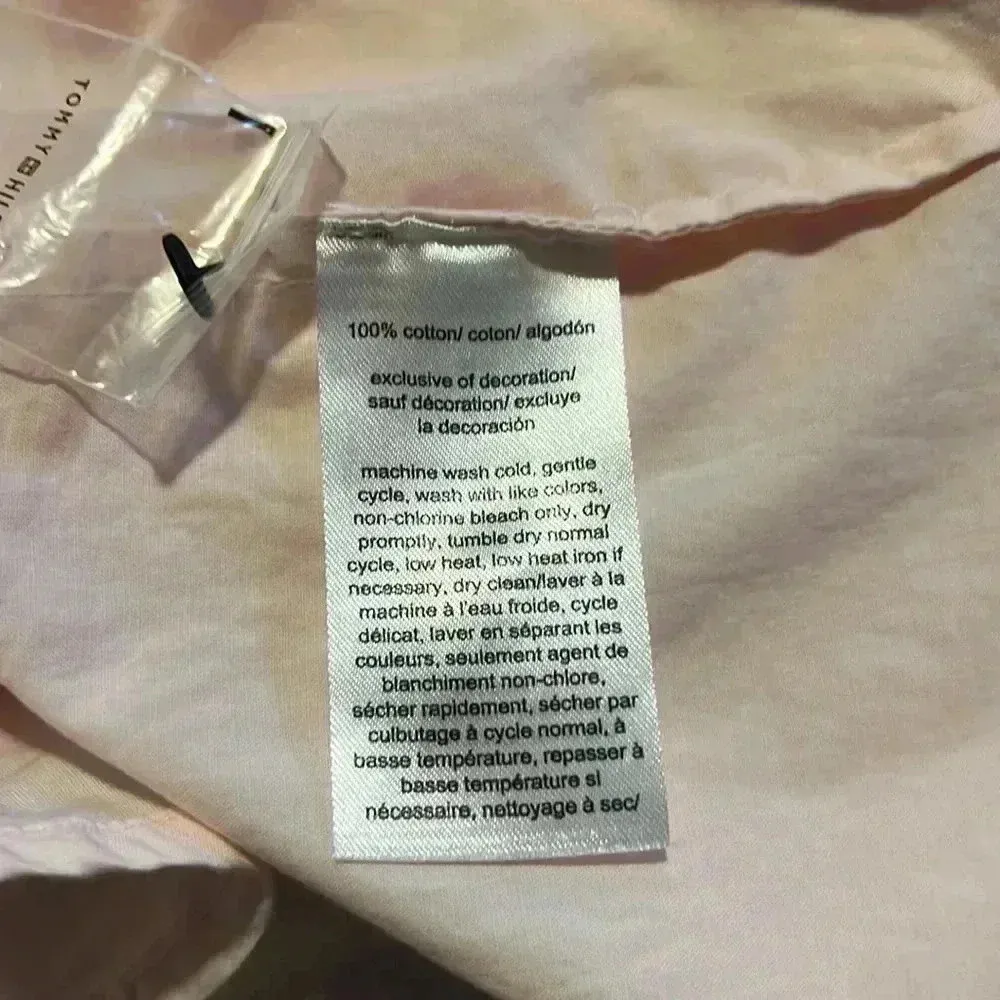 TOMMY
100% cotton/ coton/ algodón
exclusive of decoration/
sauf décoration/ excluye
la decoración
machine wash cold, gentle
cycle, wash with like colors,
non-chlorine bleach only, dry
promptly, tumble dry normal
cycle, low heat, low heat iron if
necessary, dry clean/laver à la
machine à l'eau froide, cycle
délicat, laver en séparant les
couleurs, seulement agent de
blanchiment non-chlore,
sécher rapidement, sécher par
culbutage à cycle normal, à
basse température, repasser à
basse température si
nécessaire, nettoyage à sec/